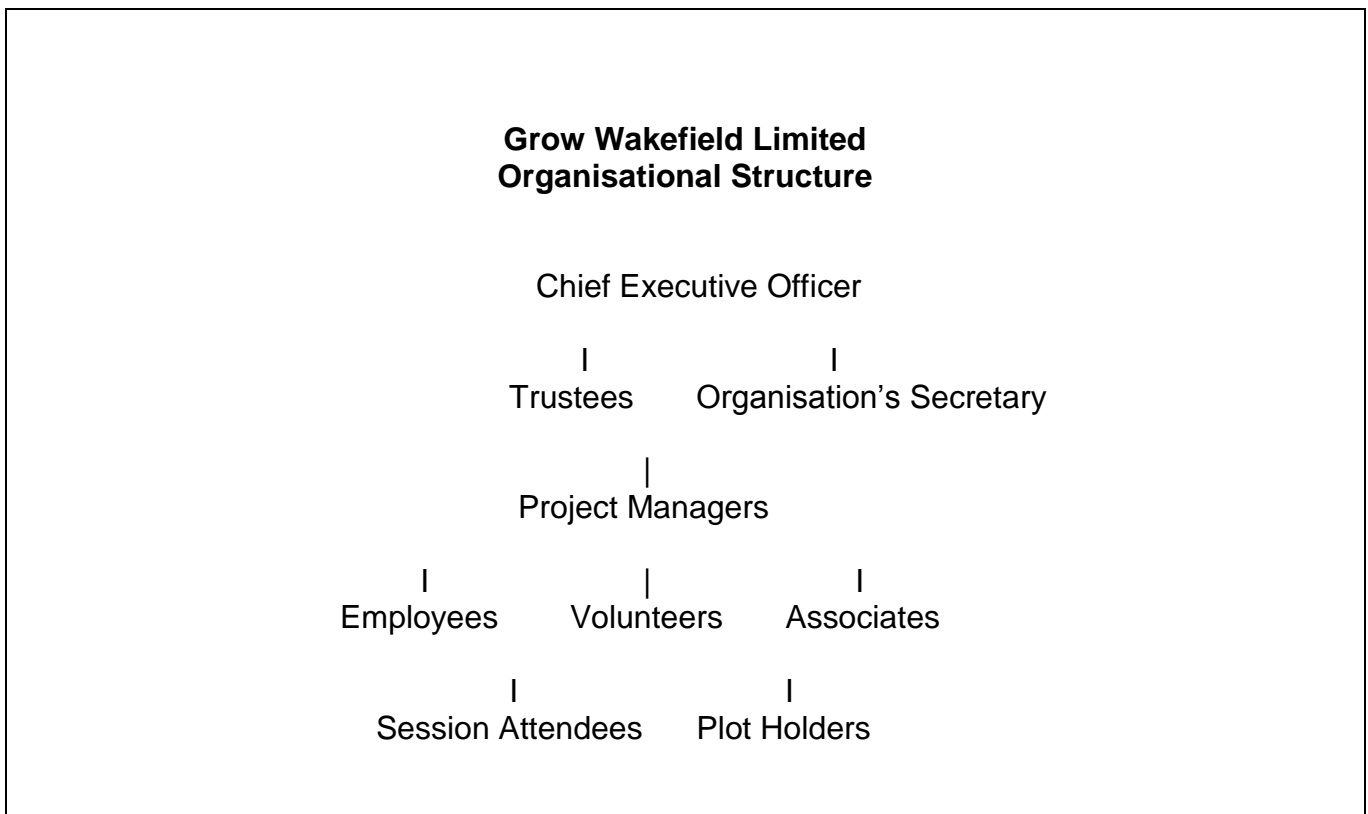 Grow Wakefield Limited
Organisational Structure
Chief Executive Officer
I I
Trustees Organisation’s Secretary
|
Project Managers
I | I
Employees Volunteers Associates
I I
Session Attendees Plot Holders